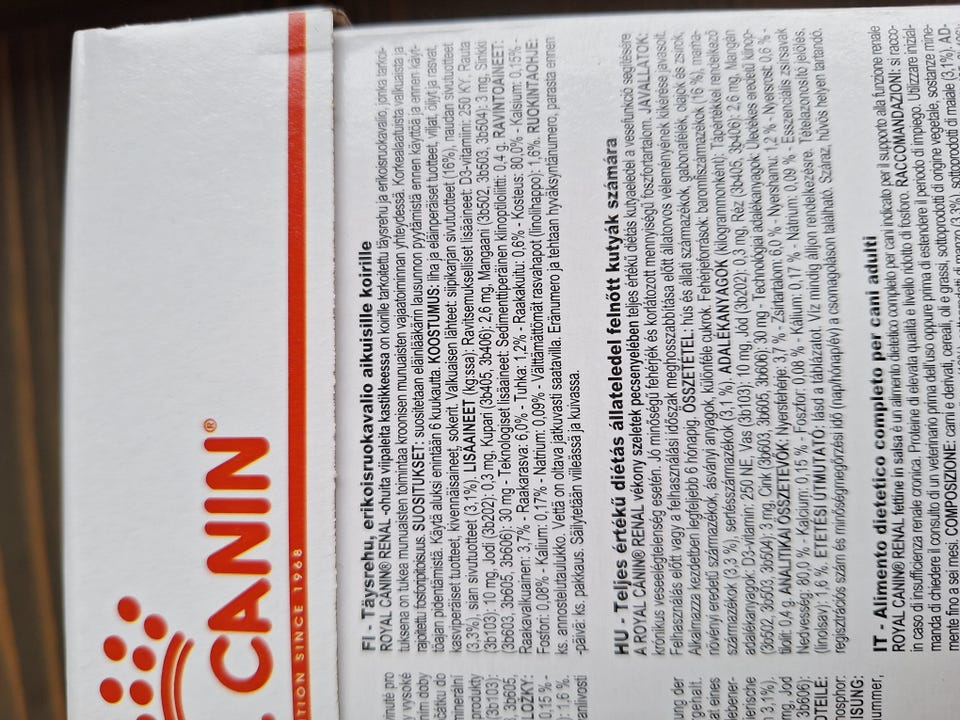 CANIN®
TION SINCE 1968
FI - Täysrehu, erikoisruokavalio aikuisille koirille
ROYAL CANIN® RENAL -ohuita viipaleita kastikkeessa on koirille tarkoitettu täysrehu ja erikoisruokavalio, jonka tarkoi-
tuksena on tukea munuaisten toimintaa kroonisen munuaisten vajaatoiminnan yhteydessä. Korkealaatuista valkuaista ja
rajoitettu fosforipitoisuus. SUOSITUKSET: suositetaan eläinlääkärin lausunnon pyytämistä ennen käyttöä ja ennen käyt-
töajan pidentämistä. Käytä aluksi enintään 6 kuukautta. KOOSTUMUS: liha ja eläinperäiset tuotteet, viljat, öljyt ja rasvat,
kasviperäiset tuotteet, kivennäisaineet, sokerit. Valkuaisen lähteet: siipikarjan sivutuotteet (16%), naudan sivutuotteet
(3,3%), sian sivutuotteet (3,1%). LISÄAINEET (kg:ssa): Ravitsemukselliset lisäaineet: D3-vitamiini: 250 KY, Rauta
(3b103): 10 mg, Jodi (3b202): 0,3 mg, Kupari (3b405, 3b406): 2,6 mg, Mangaani (3b502, 3b503, 3b504): 3 mg, Sinkki
(3b603, 3b605, 3b606): 30 mg - Teknologiset lisäaineet: Sedimenttiperäinen klinoptiloliitti: 0,4 g. RAVINTOAINEET:
Raakavalkuainen: 3,7% - Raakarasva: 6,0% - Tuhka: 1,2% - Raakakuitu: 0,6% - Kosteus: 80,0% - Kalsium: 0,15% -
Fosfori: 0,08% - Kalium: 0,17% - Natrium: 0,09% - Välttämättömät rasvahapot (linolihappo): 1,6%. RUOKINTAOHJE:
ks. annnostelutaulukko. Vettä on oltava jatkuvasti saatavilla. Eränumero ja tehtaan hyväksyntänumero, parasta ennen
-päivä: ks. pakkaus. Säilytetään viileässä ja kuivassa.
HU - Teljes értékű diétás állateledel felnőtt kutyák számára
A ROYAL CANIN® RENAL vékony szeletek pecsenyelében teljes értékű diétás kutyaeledel a vesefunkció segítésére
krónikus veseelégtelenség esetén. Jó minőségű fehérjék és korlátozott mennyiségű foszfortartalom. JAVALLATOK:
Felhasználás előtt vagy a felhasználási időszak meghosszabbítása előtt állatorvos véleményének kikérése javasolt.
Alkalmazza kezdetben legfeljebb 6 hónapig. ÖSSZETÉTEL: hús és állati származékok, gabonafélék, olajok és zsírok,
növényi eredetű származékok, ásványi anyagok, különféle cukrok. Fehérjeforrások: baromfiszármazékok (16 %), marha-
származékok (3,3 %), sertésszármazékok (3,1 %). ADALÉKANYAGOK (kilogrammonként): Tápértékkel rendelkező
adalékanyagok: D3-vitamin: 250 NE, Vas (3b103): 10 mg, Jód (3b202): 0,3 mg, Réz (3b405, 3b406): 2,6 mg, Mangán
(3b502, 3b503, 3b504): 3 mg, Cink (3b603, 3b605, 3b606): 30 mg - Technológiai adalékanyagok: Üledékes eredetű klinop-
tilolit: 0,4 g. ANALITIKAI ÖSSZETEVŐK: Nyersfehérje: 3,7 % - Zsírtartalom: 6,0 % - Nyershamu: 1,2 % - Nyersrost: 0,6 % -
Nedvesség: 80,0 % - Kalcium: 0,15 % - Foszfor: 0,08 % - Kálium: 0,17 % - Nátrium: 0,09 % - Esszenciális zsírsavak
(linolsav): 1,6 %. ETETÉSI ÚTMUTATÓ: lásd a táblázatot. Víz mindig álljon rendelkezésre. Tételazonosító jelölés,
regisztrációs szám és minőségmegőrzési idő (nap/hónap/év) a csomagoláson található. Száraz, hűvös helyen tartandó.
IT - Alimento dietetico completo per cani adulti
ROYAL CANIN® RENAL fettine in salsa è un alimento dietetico completo per cani indicato per il supporto alla funzione renale
in caso di insufficienza renale cronica. Proteine di elevata qualità e livello ridotto di fosforo. RACCOMANDAZIONI: si racco-
manda di chiedere il consulto di un veterinario prima dell'uso oppure prima di estendere il periodo di impiego. Utilizzare inizial-
mente fino a sei mesi. COMPOSIZIONE: carni e derivati, cereali, oli e grassi, sottoprodotti di origine vegetale, sostanze mine-